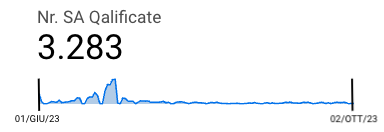 Nr. SA Qalificate
3.283
01/GIU/23 02/OTT/23